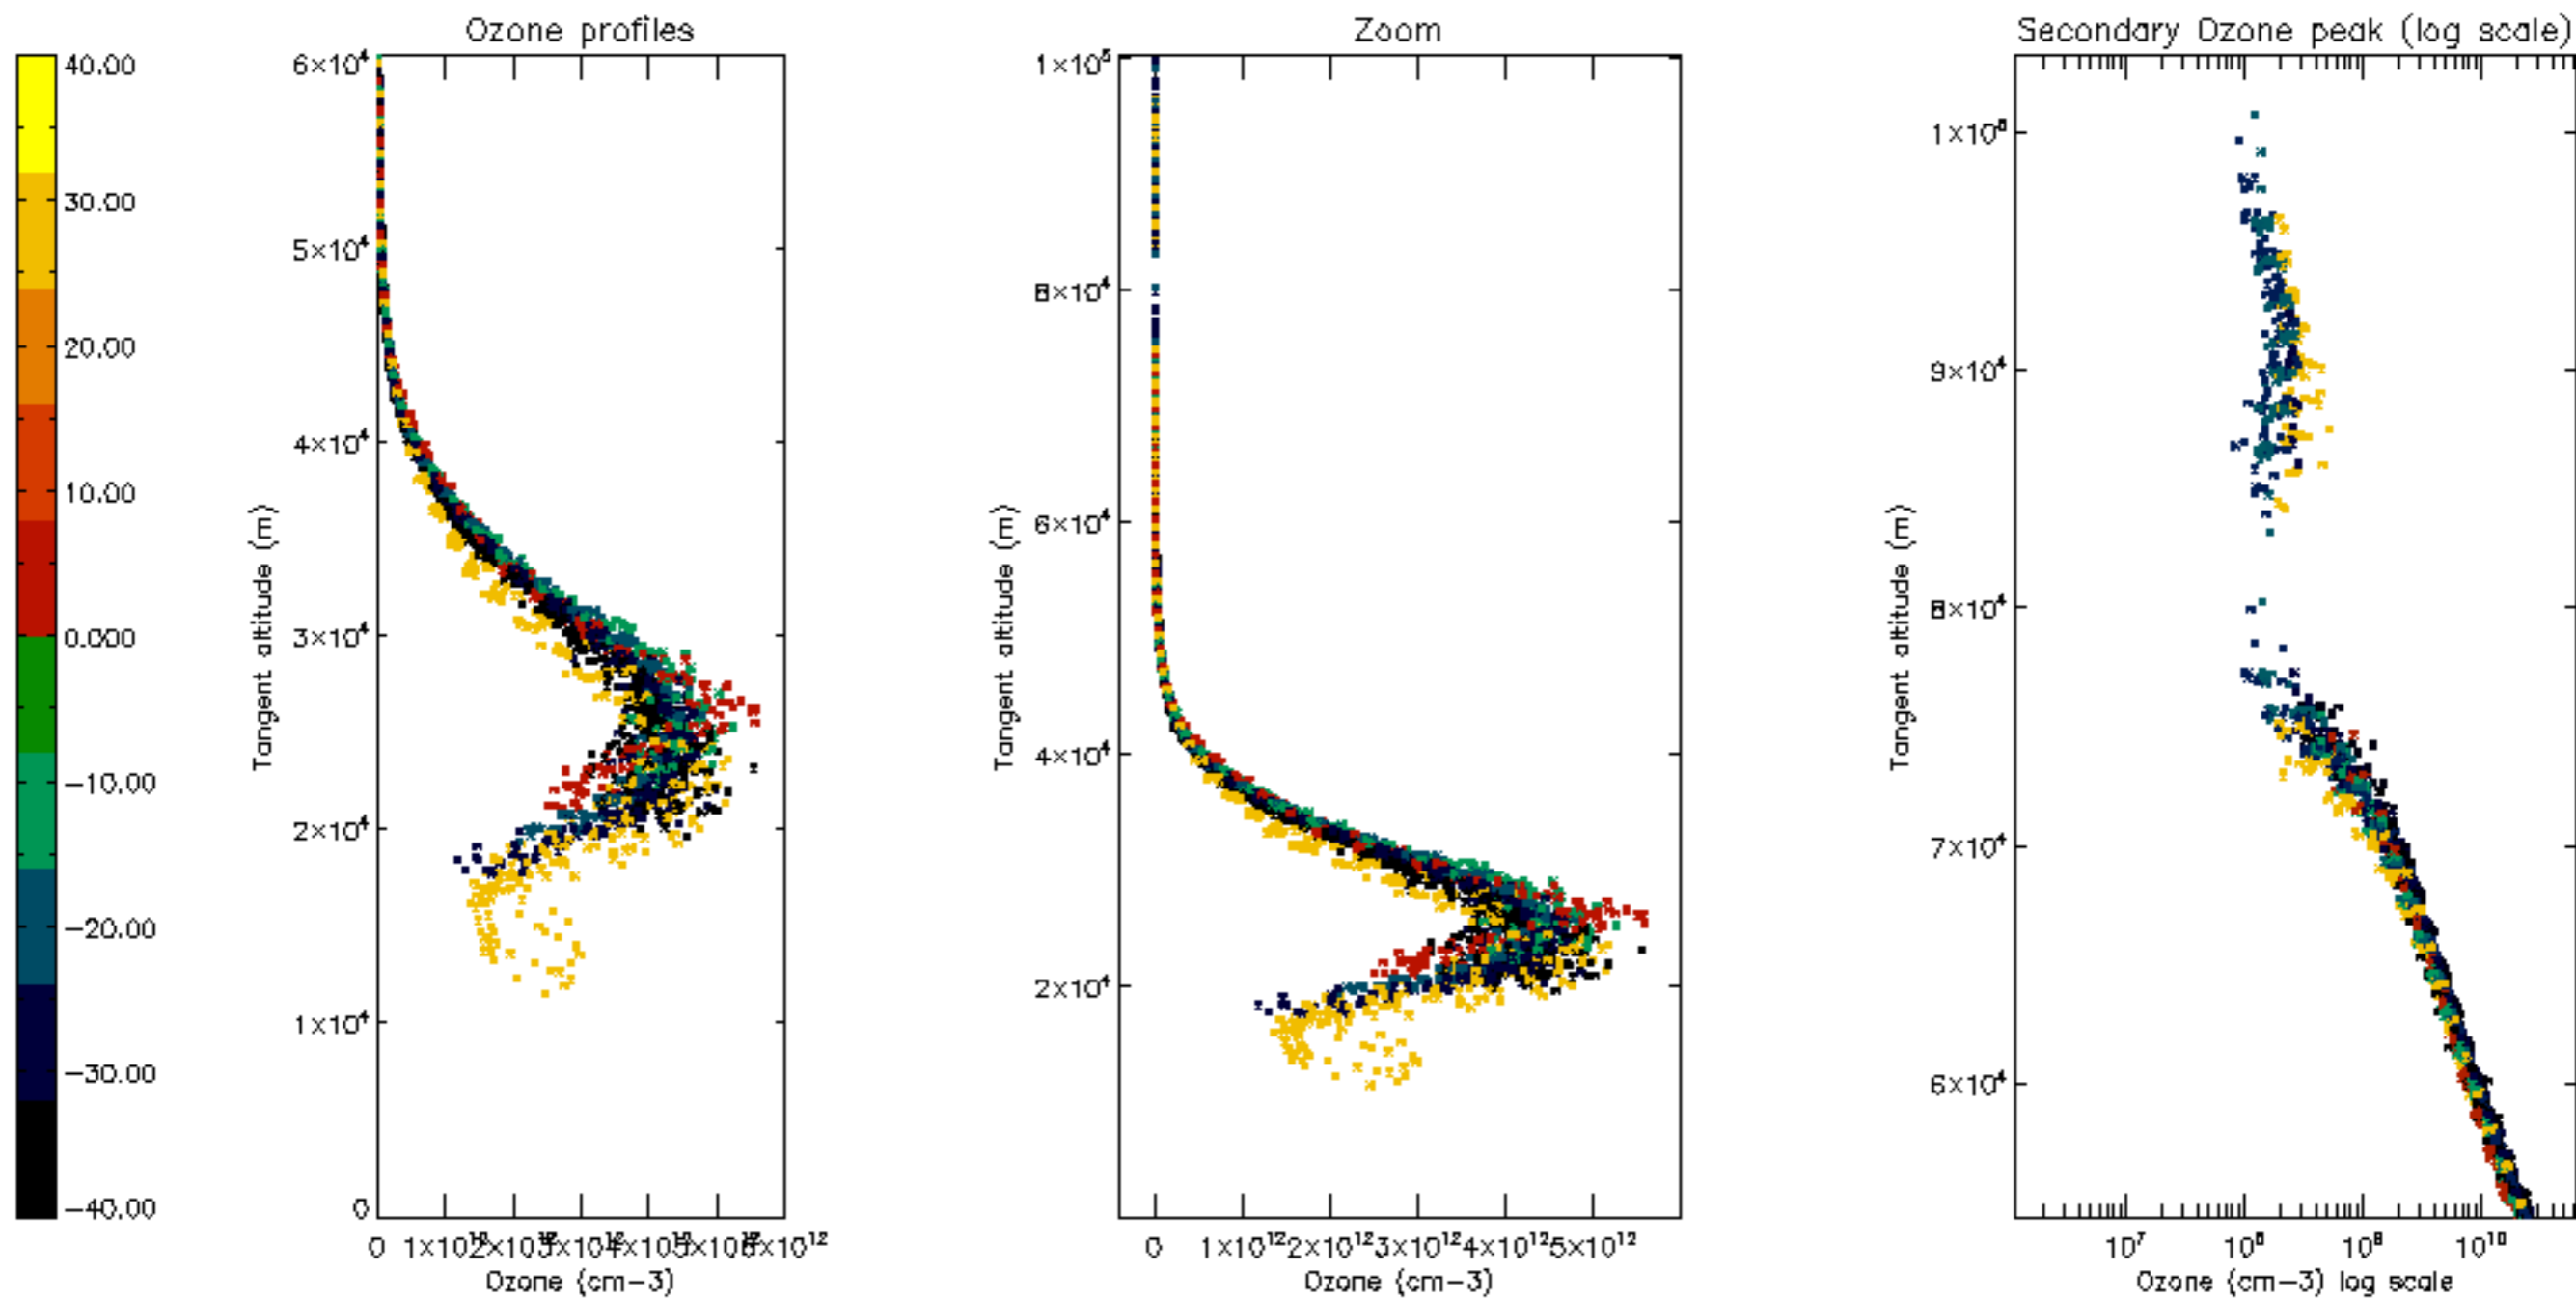 Ozone profiles
Zoom
Secondary Ozone peak (log scale)
40.00
30.00
20.00
10.00
-10.00
-20.00
-30.00
-40.00
6×10⁴
5×10⁴
4×10⁴
3×10⁴
2×10⁴
1×10⁴
0
Tangent altitude (m)
0 1×10¹²
Ozone (cm-3)
1×10⁵
8×10⁴
6×10⁴
4×10⁴
2×10⁴
Tangent altitude (m)
0 1×10¹² 2×10¹² 3×10¹² 4×10¹² 5×10¹²
Ozone (cm-3)
9×10⁴
8×10⁴
7×10⁴
6×10⁴
Tangent altitude (m)
10⁷ 10⁸ 10⁹ 10¹⁰
Ozone (cm-3) log scale